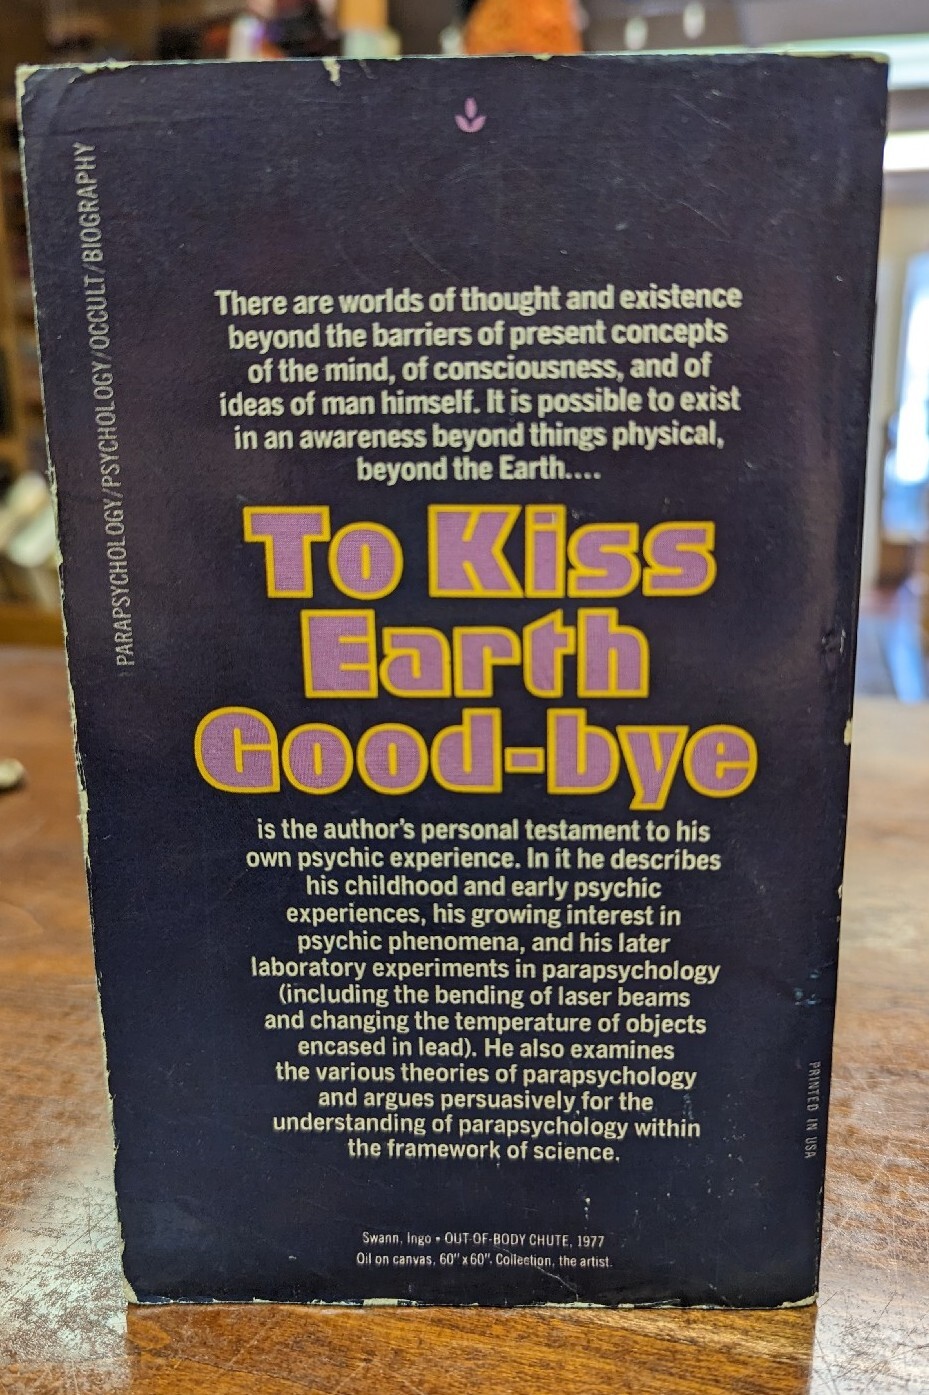 PARAPSYCHOLOGY/PSYCHOLOGY/OCCULT/BIOGRAPHY
There are worlds of thought and existence
beyond the barriers of present concepts
of the mind, of consciousness, and of
ideas of man himself. It is possible to exist
in an awareness beyond things physical,
beyond the Earth....
To Kiss
Earth
Good-bye
is the author's personal testament to his
own psychic experience. In it he describes
his childhood and early psychic
experiences, his growing interest in
psychic phenomena, and his later
laboratory experiments in parapsychology
(including the bending of laser beams
and changing the temperature of objects
encased in lead). He also examines
the various theories of parapsychology
and argues persuasively for the
understanding of parapsychology within
the framework of science.
PRINTED IN USA
Swann, Ingo • OUT-OF-BODY CHUTE, 1977
Oil on canvas, 60" x 60". Collection, the artist.